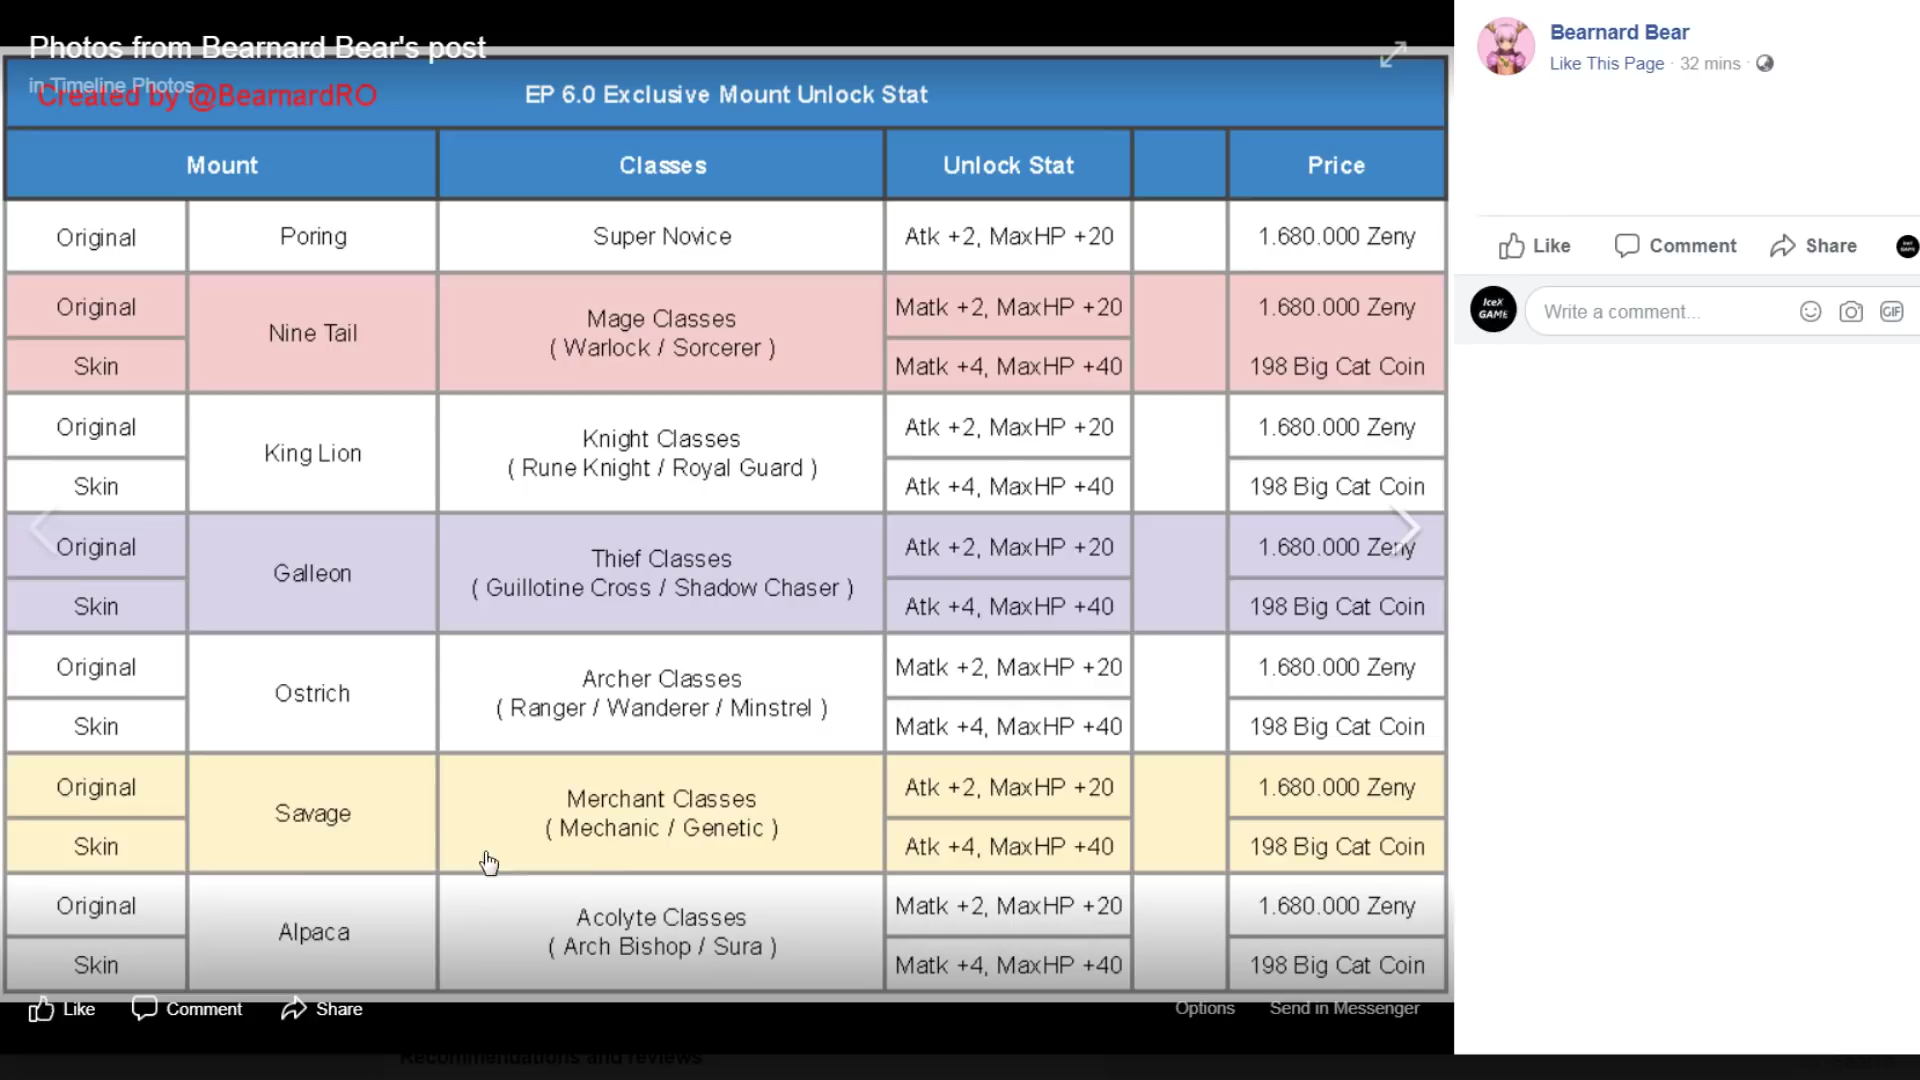 Photos from Bearnard Bear's post
in Timeline Photos
Created by @BearnardRO
EP 6.0 Exclusive Mount Unlock Stat
Mount Classes Unlock Stat Price
Original Poring Super Novice Atk +2, MaxHP +20 1.680.000 Zeny
Original Nine Tail Mage Classes Matk +2, MaxHP +20 1.680.000 Zeny
Skin ( Warlock / Sorcerer ) Matk +4, MaxHP +40 198 Big Cat Coin
Original King Lion Knight Classes Atk +2, MaxHP +20 1.680.000 Zeny
Skin ( Rune Knight / Royal Guard ) Atk +4, MaxHP +40 198 Big Cat Coin
Original Galleon Thief Classes Atk +2, MaxHP +20 1.680.000 Zeny
Skin ( Guillotine Cross / Shadow Chaser ) Atk +4, MaxHP +40 198 Big Cat Coin
Original Ostrich Archer Classes Matk +2, MaxHP +20 1.680.000 Zeny
Skin ( Ranger / Wanderer / Minstrel ) Matk +4, MaxHP +40 198 Big Cat Coin
Original Savage Merchant Classes Atk +2, MaxHP +20 1.680.000 Zeny
Skin ( Mechanic / Genetic ) Atk +4, MaxHP +40 198 Big Cat Coin
Original Alpaca Acolyte Classes Matk +2, MaxHP +20 1.680.000 Zeny
Skin ( Arch Bishop / Sura ) Matk +4, MaxHP +40 198 Big Cat Coin
Like Comment Share Options Send in Messenger
Recommendations and reviews
Bearnard Bear
Like This Page · 32 mins ·
Like Comment Share
IceX
GAME
Write a comment...
GIF